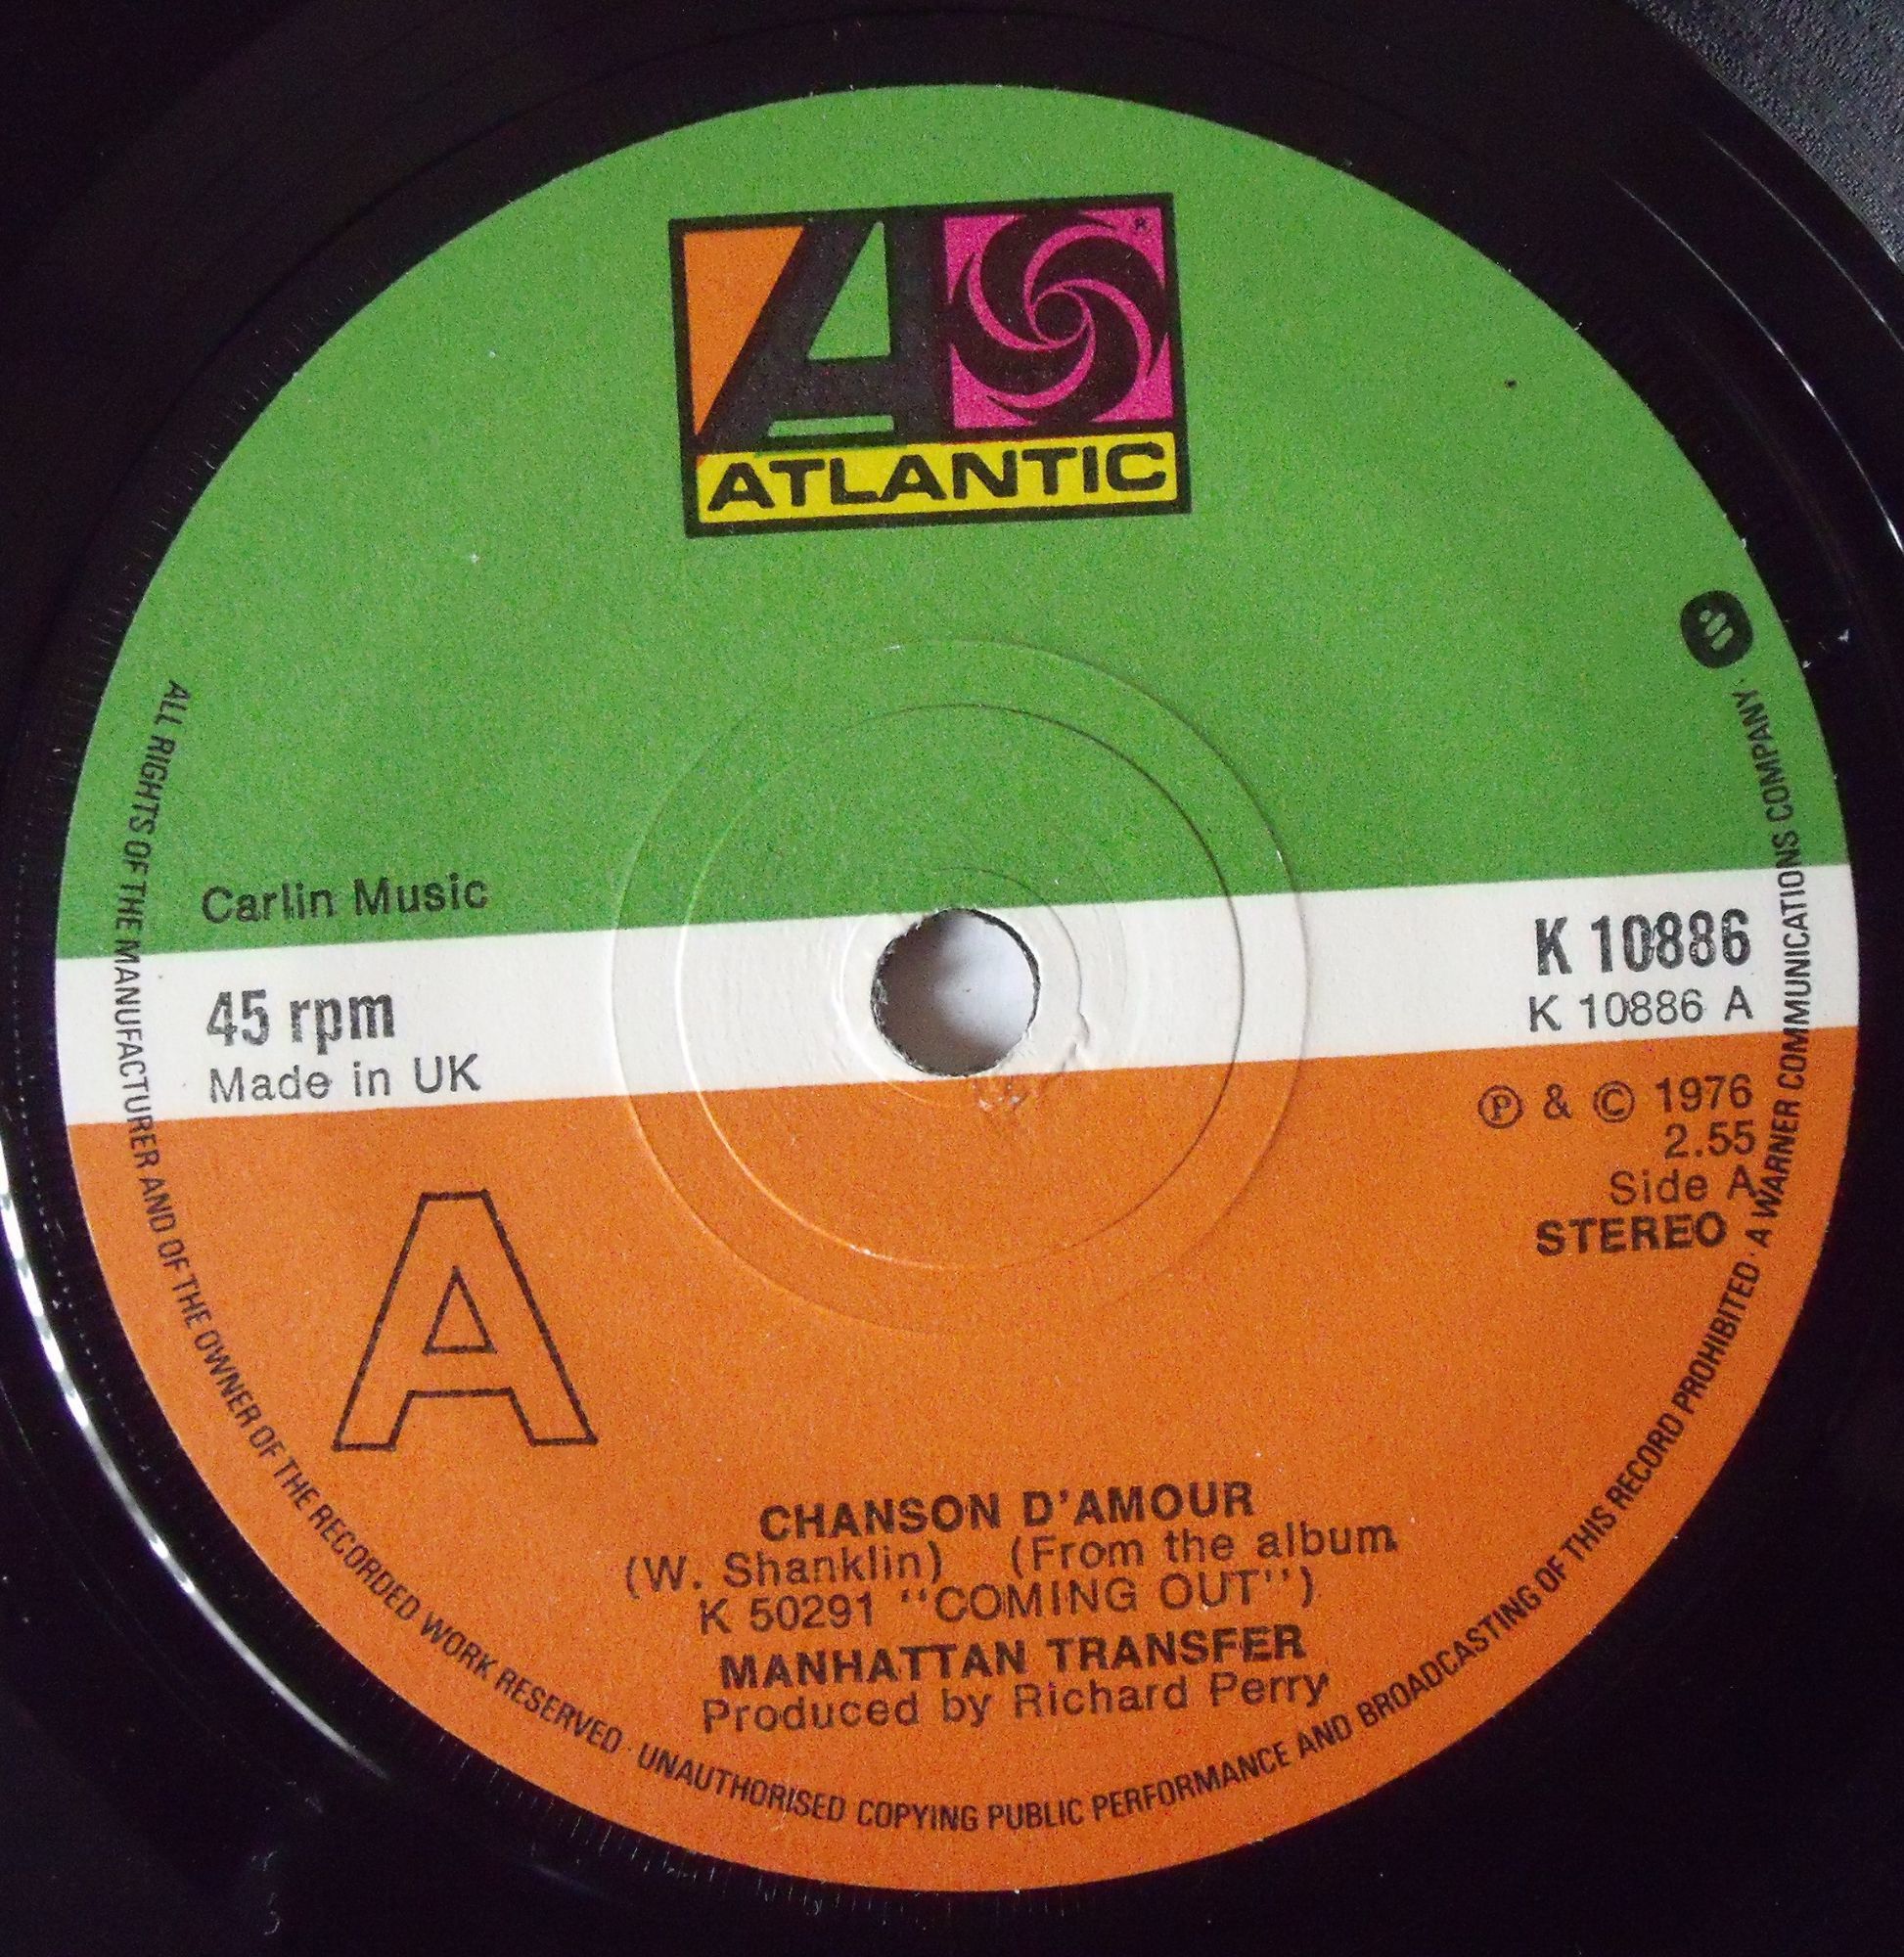 A
®
ATLANTIC
Carlin Music
45 rpm
Made in UK
K 10886
K 10886 A
Ⓟ & © 1976
2.55
Side A
STEREO
A
CHANSON D'AMOUR
(W. Shanklin) (From the album
K 50291 ''COMING OUT'')
MANHATTAN TRANSFER
Produced by Richard Perry
ALL RIGHTS OF THE MANUFACTURER AND OF THE OWNER OF THE RECORDED WORK RESERVED · UNAUTHORISED COPYING PUBLIC PERFORMANCE AND BROADCASTING OF THIS RECORD PROHIBITED · A WARNER COMMUNICATIONS COMPANY ·